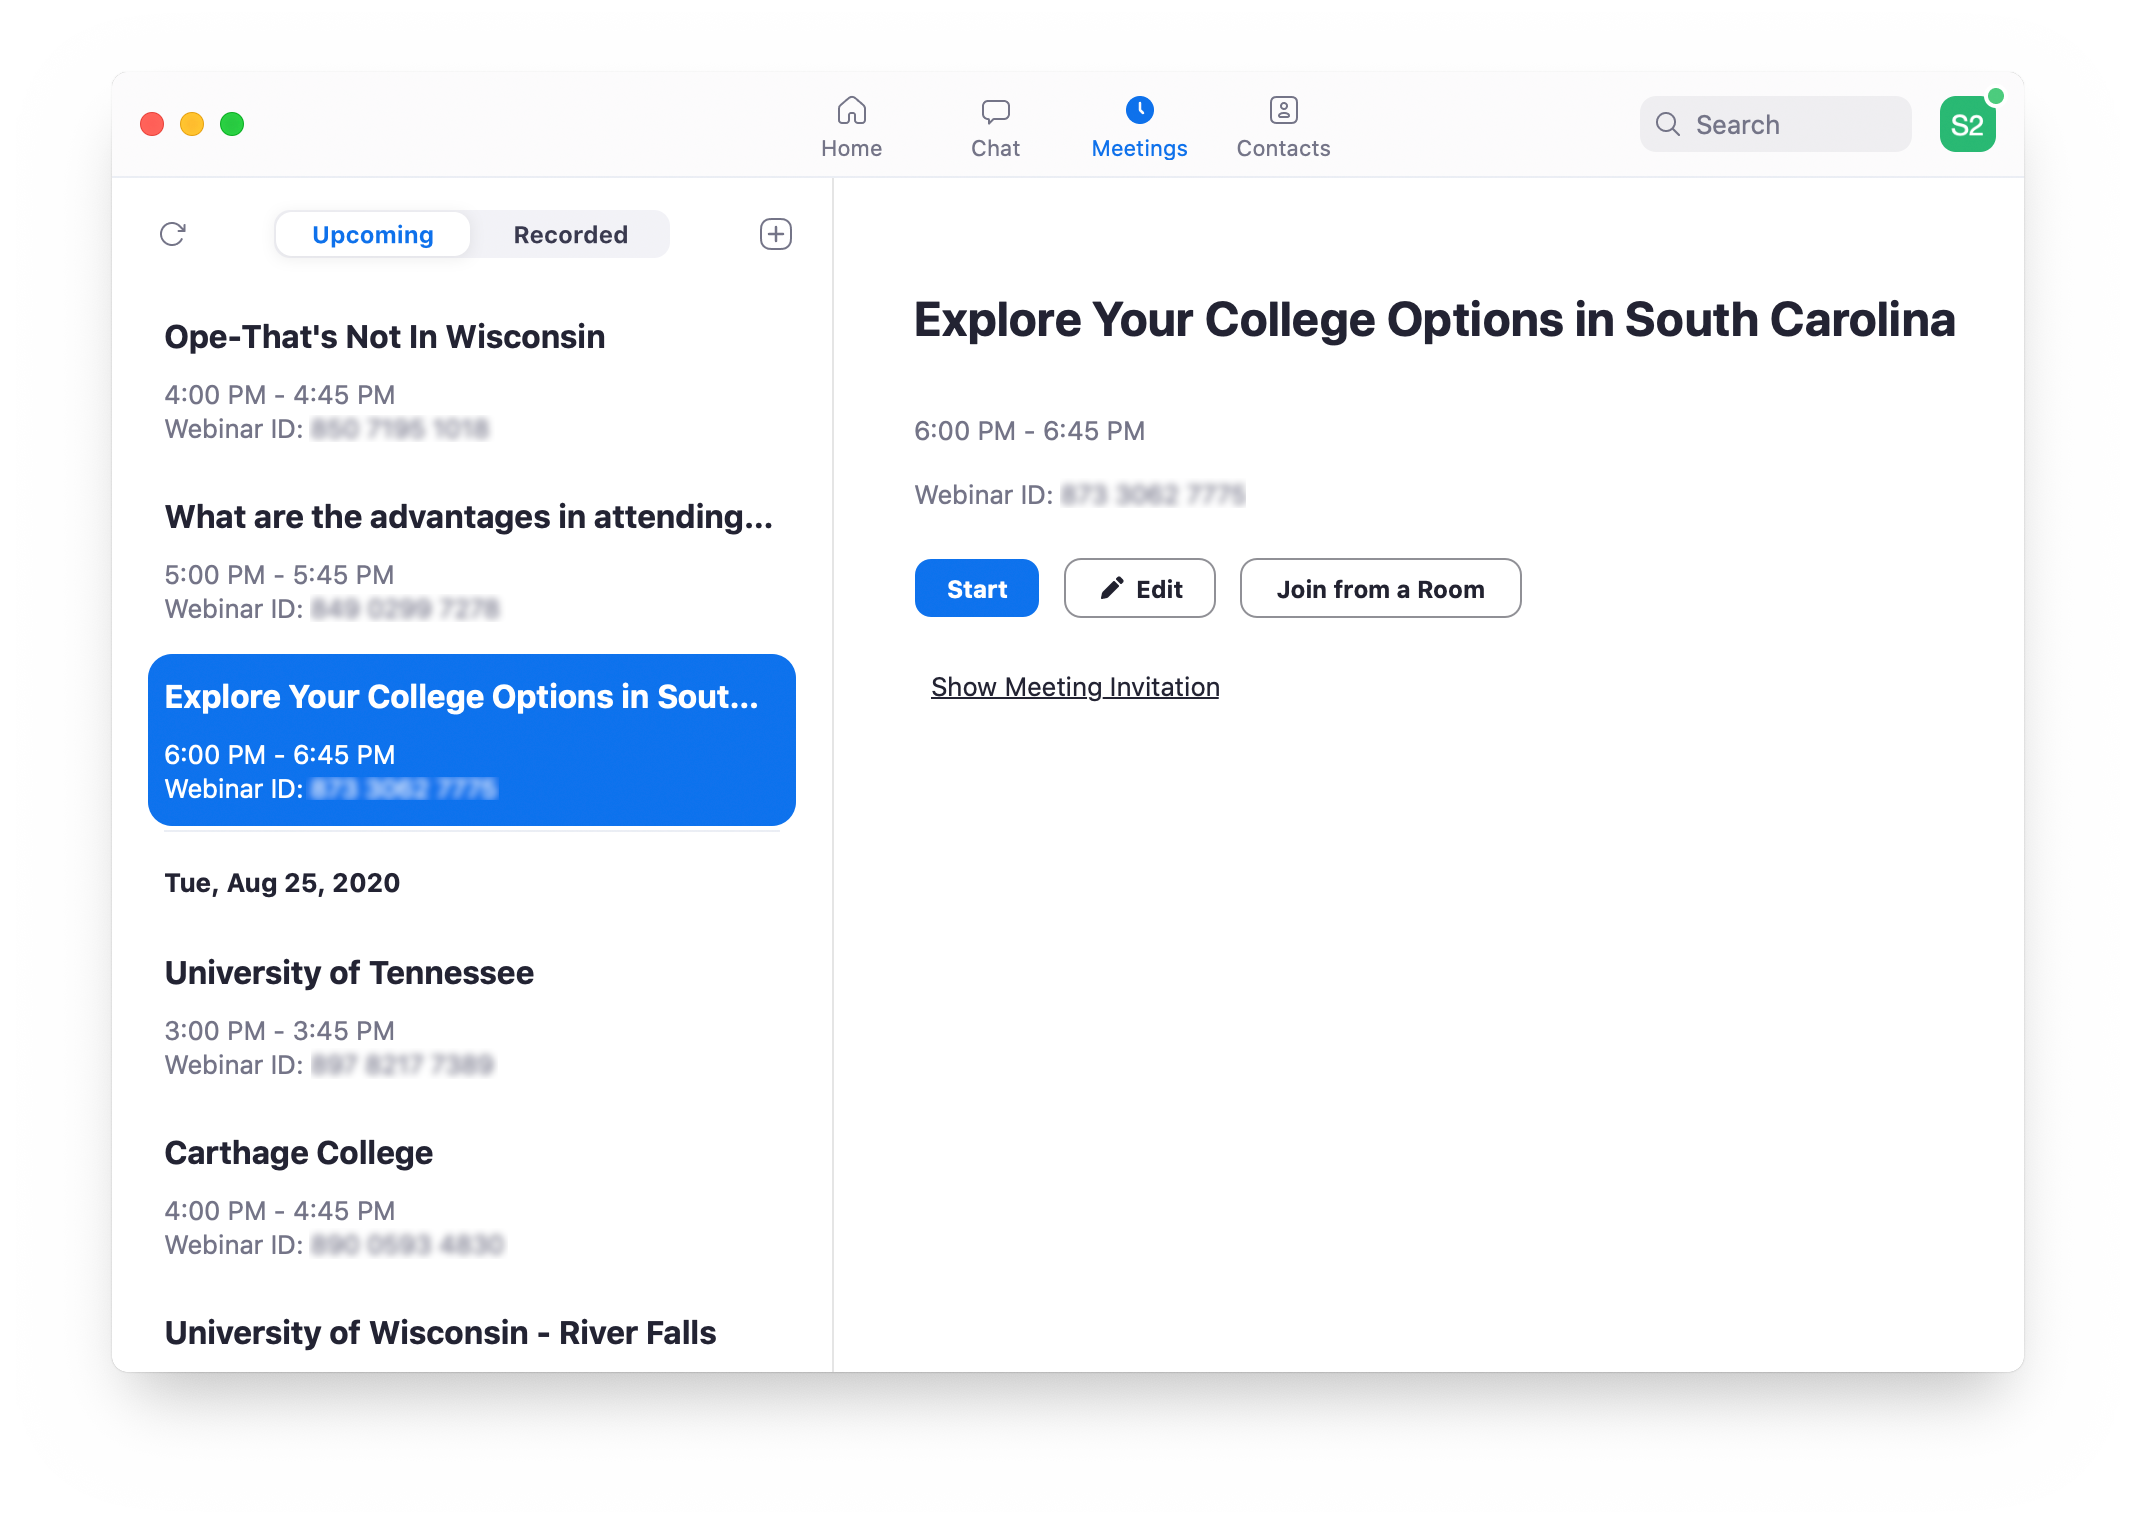 Home
Chat
Meetings
Contacts
Search
S2
Upcoming
Recorded
Ope-That's Not In Wisconsin
4:00 PM - 4:45 PM
Webinar ID:
What are the advantages in attending...
5:00 PM - 5:45 PM
Webinar ID:
Explore Your College Options in Sout...
6:00 PM - 6:45 PM
Webinar ID:
Tue, Aug 25, 2020
University of Tennessee
3:00 PM - 3:45 PM
Webinar ID:
Carthage College
4:00 PM - 4:45 PM
Webinar ID:
University of Wisconsin - River Falls
Explore Your College Options in South Carolina
6:00 PM - 6:45 PM
Webinar ID:
Start
Edit
Join from a Room
Show Meeting Invitation